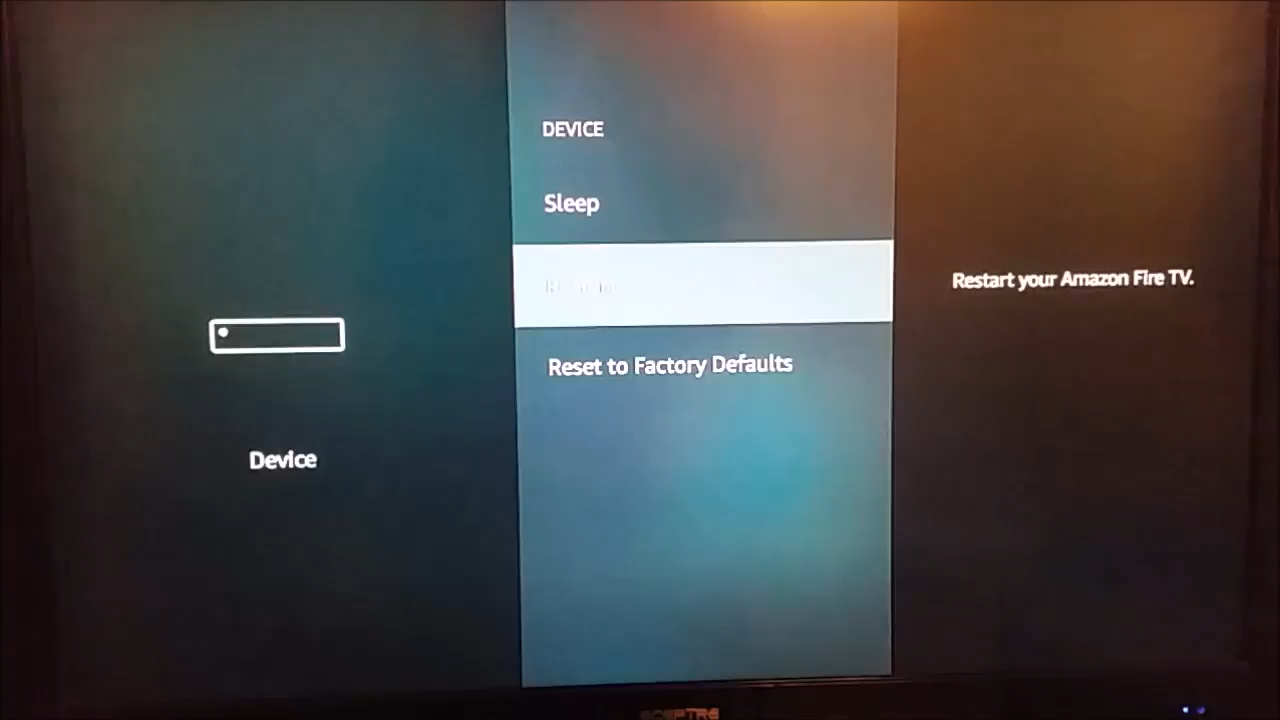 DEVICE
Sleep
Restart your Amazon Fire TV.
Reset to Factory Defaults
Device